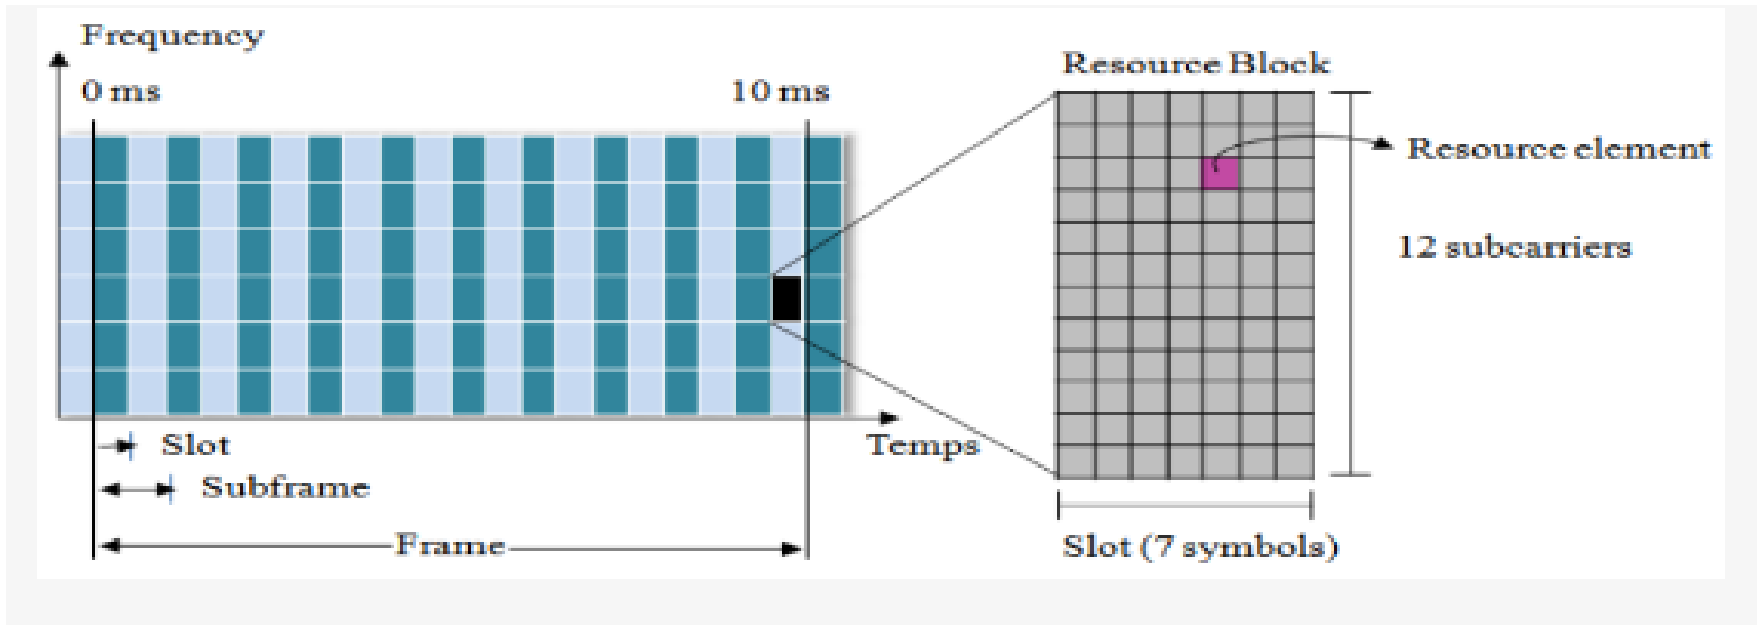 Frequency
0 ms
10 ms
Resource Block
Resource element
12 subcarriers
Temps
Slot
Subframe
Frame
Slot (7 symbols)